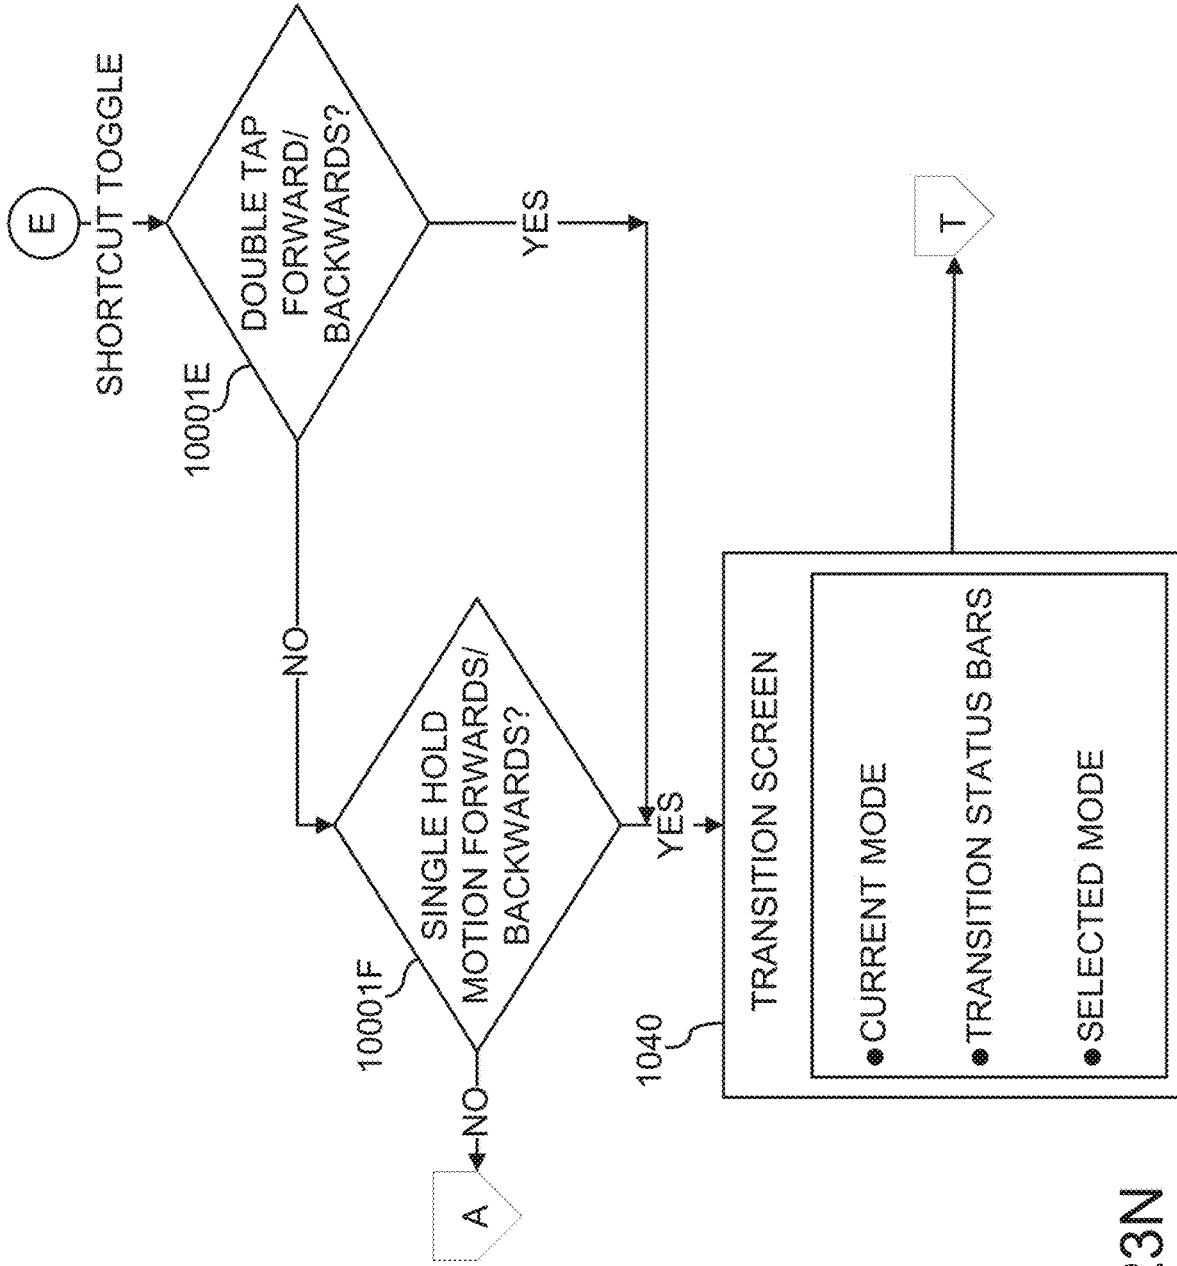 E
SHORTCUT TOGGLE
DOUBLE TAP
FORWARD/
BACKWARDS?
10001E
YES
NO
SINGLE HOLD
MOTION FORWARDS/
BACKWARDS?
10001F
NO
A
YES
1040
TRANSITION SCREEN
● CURRENT MODE
● TRANSITION STATUS BARS
● SELECTED MODE
T
3N